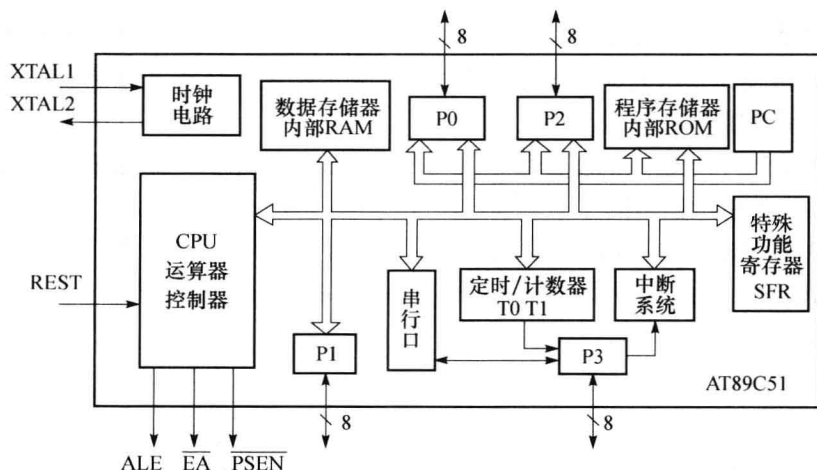 8
8
XTAL1
XTAL2
时钟
电路
数据存储器
内部RAM
P0
P2
程序存储器
内部ROM
PC
CPU
运算器
控制器
REST
特殊
功能
寄存器
SFR
串行口
定时/计数器
T0 T1
中断
系统
P1
P3
AT89C51
8
8
ALE
E̅A̅
P̅S̅E̅N̅